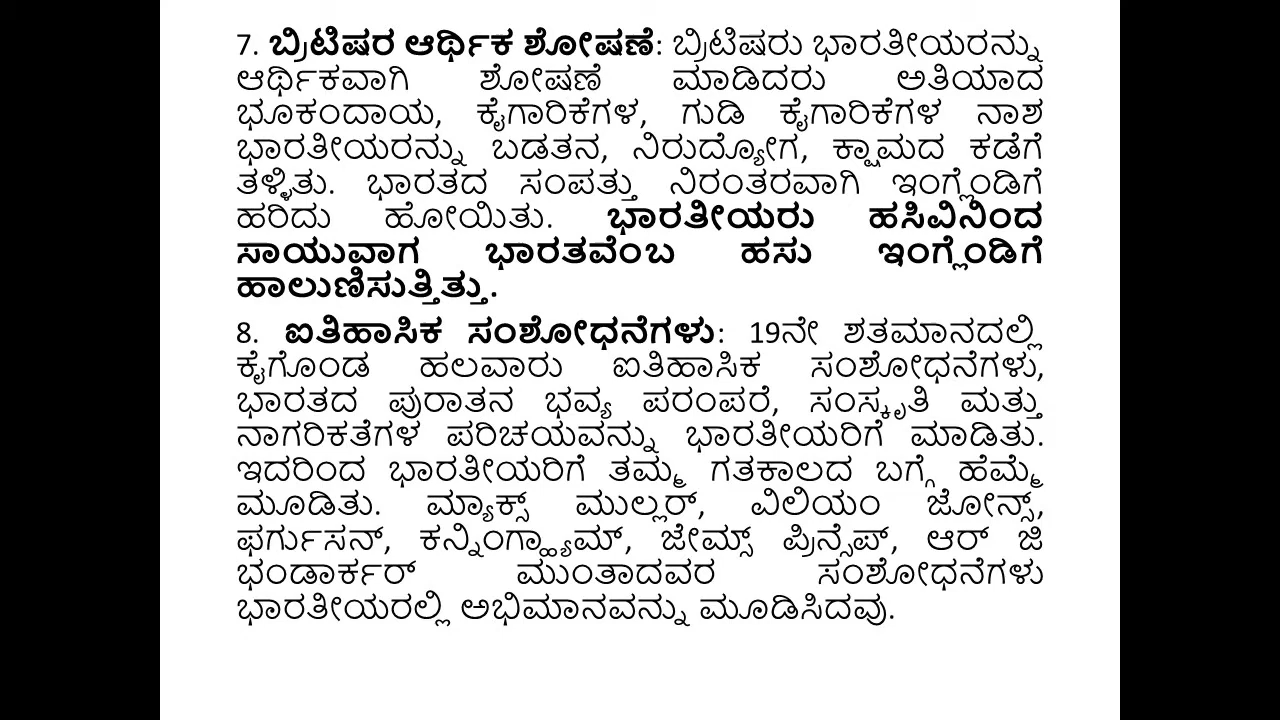 7. ಬ್ರಿಟಿಷರ ಆರ್ಥಿಕ ಶೋಷಣೆ: ಬ್ರಿಟಿಷರು ಭಾರತೀಯರನ್ನು
ಆರ್ಥಿಕವಾಗಿ ಶೋಷಣೆ ಮಾಡಿದರು ಅತಿಯಾದ
ಭೂಕಂದಾಯ, ಕೈಗಾರಿಕೆಗಳ, ಗುಡಿ ಕೈಗಾರಿಕೆಗಳ ನಾಶ
ಭಾರತೀಯರನ್ನು ಬಡತನ, ನಿರುದ್ಯೋಗ, ಕ್ಷಾಮದ ಕಡೆಗೆ
ತಳ್ಳಿತು. ಭಾರತದ ಸಂಪತ್ತು ನಿರಂತರವಾಗಿ ಇಂಗ್ಲೆಂಡಿಗೆ
ಹರಿದು ಹೋಯಿತು. ಭಾರತೀಯರು ಹಸಿವಿನಿಂದ
ಸಾಯುವಾಗ ಭಾರತವೆಂಬ ಹಸು ಇಂಗ್ಲೆಂಡಿಗೆ
ಹಾಲುಣಿಸುತ್ತಿತ್ತು.
8. ಐತಿಹಾಸಿಕ ಸಂಶೋಧನೆಗಳು: 19ನೇ ಶತಮಾನದಲ್ಲಿ
ಕೈಗೊಂಡ ಹಲವಾರು ಐತಿಹಾಸಿಕ ಸಂಶೋಧನೆಗಳು,
ಭಾರತದ ಪುರಾತನ ಭವ್ಯ ಪರಂಪರೆ, ಸಂಸ್ಕೃತಿ ಮತ್ತು
ನಾಗರಿಕತೆಗಳ ಪರಿಚಯವನ್ನು ಭಾರತೀಯರಿಗೆ ಮಾಡಿತು.
ಇದರಿಂದ ಭಾರತೀಯರಿಗೆ ತಮ್ಮ ಗತಕಾಲದ ಬಗ್ಗೆ ಹೆಮ್ಮೆ
ಮೂಡಿತು. ಮ್ಯಾಕ್ಸ್ ಮುಲ್ಲರ್, ವಿಲಿಯಂ ಜೋನ್ಸ್,
ಫರ್ಗುಸನ್, ಕನ್ನಿಂಗ್ಹ್ಯಾಮ್, ಜೇಮ್ಸ್ ಪ್ರಿನ್ಸೆಪ್, ಆರ್ ಜಿ
ಭಂಡಾರ್ಕರ್ ಮುಂತಾದವರ ಸಂಶೋಧನೆಗಳು
ಭಾರತೀಯರಲ್ಲಿ ಅಭಿಮಾನವನ್ನು ಮೂಡಿಸಿದವು.